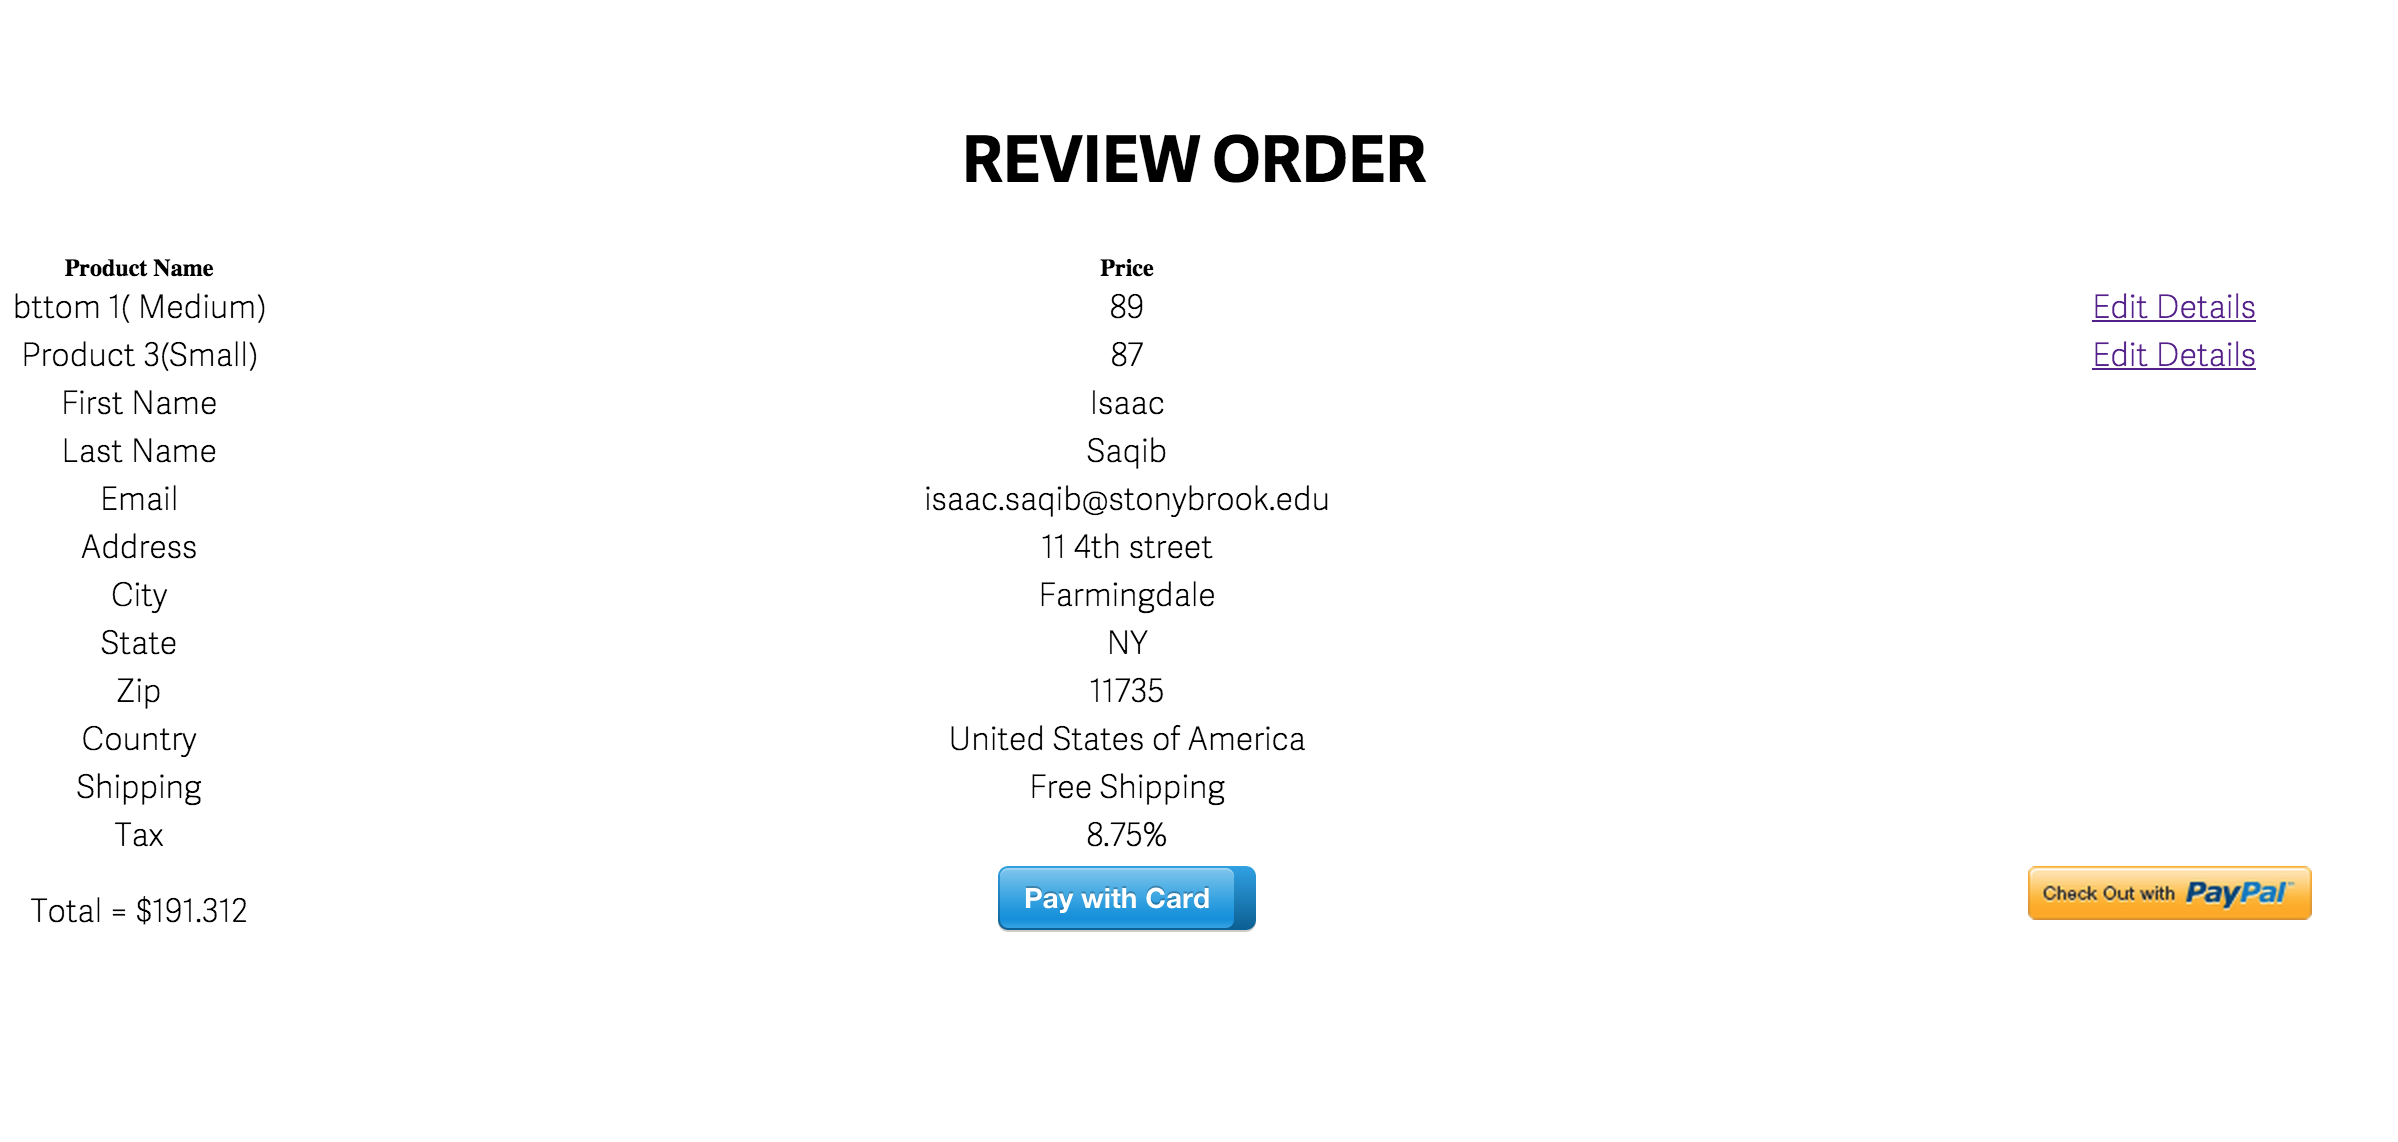 REVIEW ORDER
Product Name Price
bttom 1( Medium) 89 Edit Details
Product 3(Small) 87 Edit Details
First Name Isaac
Last Name Saqib
Email isaac.saqib@stonybrook.edu
Address 11 4th street
City Farmingdale
State NY
Zip 11735
Country United States of America
Shipping Free Shipping
Tax 8.75%
Total = $191.312 Pay with Card Check Out with PayPal™